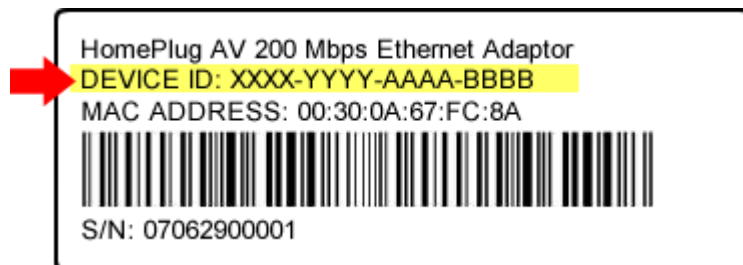 HomePlug AV 200 Mbps Ethernet Adaptor
DEVICE ID: XXXX-YYYY-AAAA-BBBB
MAC ADDRESS: 00:30:0A:67:FC:8A
S/N: 07062900001